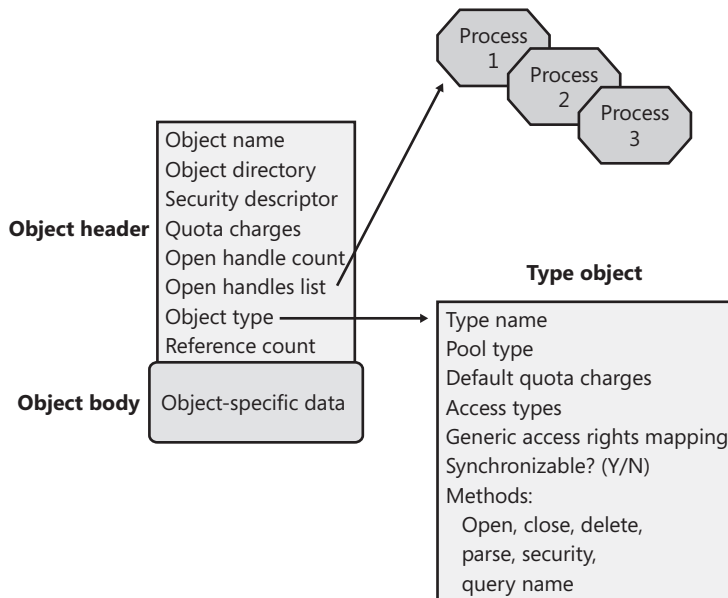 Process
1
Process
2
Process
3
Object header
Object name
Object directory
Security descriptor
Quota charges
Open handle count
Open handles list
Object type
Reference count
Object body
Object-specific data
Type object
Type name
Pool type
Default quota charges
Access types
Generic access rights mapping
Synchronizable? (Y/N)
Methods:
Open, close, delete,
parse, security,
query name